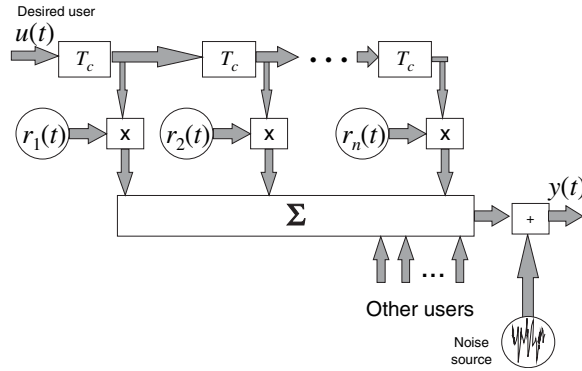 Desired user
u(t)
T_c T_c ... T_c
r_1(t) x r_2(t) x r_n(t) x
y(t)
Σ +
...
Other users
Noise
source